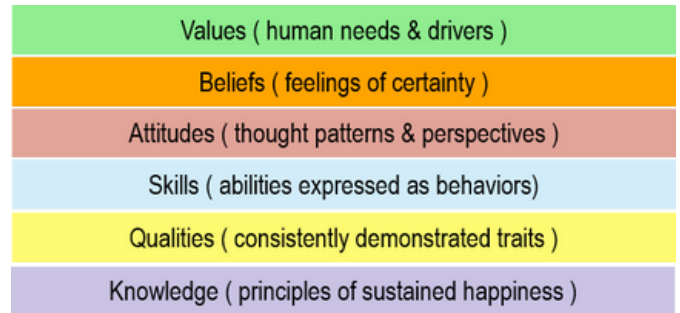 Values ( human needs & drivers )
Beliefs ( feelings of certainty )
Attitudes ( thought patterns & perspectives )
Skills ( abilities expressed as behaviors)
Qualities ( consistently demonstrated traits )
Knowledge ( principles of sustained happiness )